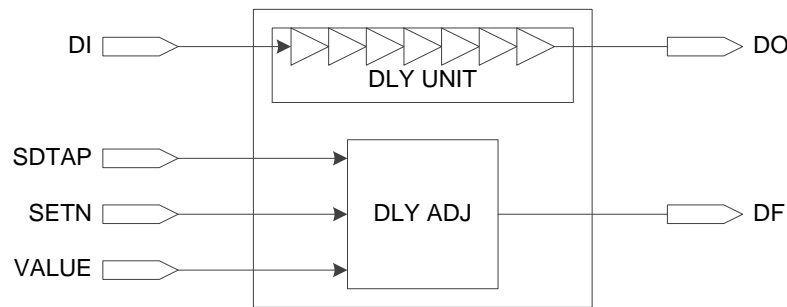 DI
DO
DLY UNIT
SDTAP
SETN
DLY ADJ
DF
VALUE